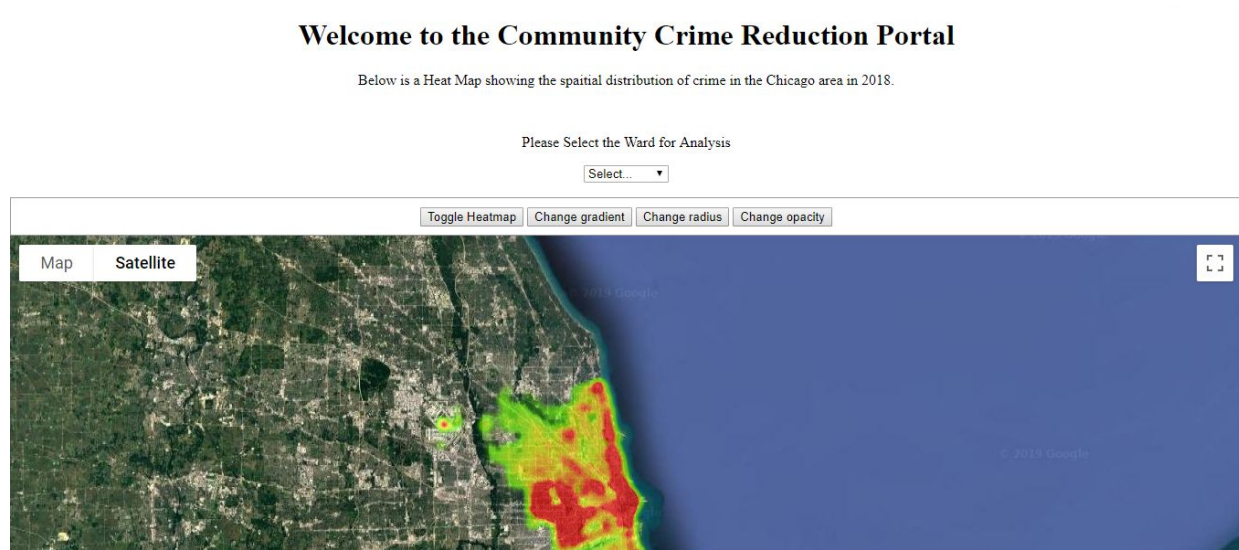 Welcome to the Community Crime Reduction Portal
Below is a Heat Map showing the spaitial distribution of crime in the Chicago area in 2018.
Please Select the Ward for Analysis
Select...
Toggle Heatmap Change gradient Change radius Change opacity
Map Satellite
© 2019 Google
© 2019 Google